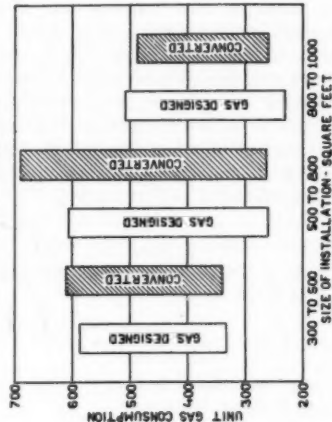 UNIT GAS CONSUMPTION
700
600
500
400
300
200
GAS DESIGNED
CONVERTED
GAS DESIGNED
CONVERTED
GAS DESIGNED
CONVERTED
300 TO 500
500 TO 800
800 TO 1000
SIZE OF INSTALLATION - SQUARE FEET